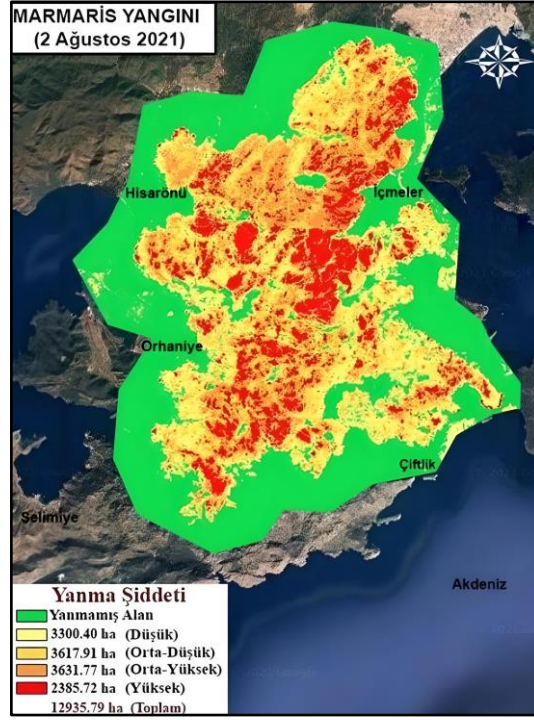 MARMARİS YANGINI
(2 Ağustos 2021)
Hisarönü
İçmeler
Orhaniye
Çiftlik
Selimiye
Akdeniz
Yanma Şiddeti
Yanmamış Alan
3300.40 ha (Düşük)
3617.91 ha (Orta-Düşük)
3631.77 ha (Orta-Yüksek)
2385.72 ha (Yüksek)
12935.79 ha (Toplam)